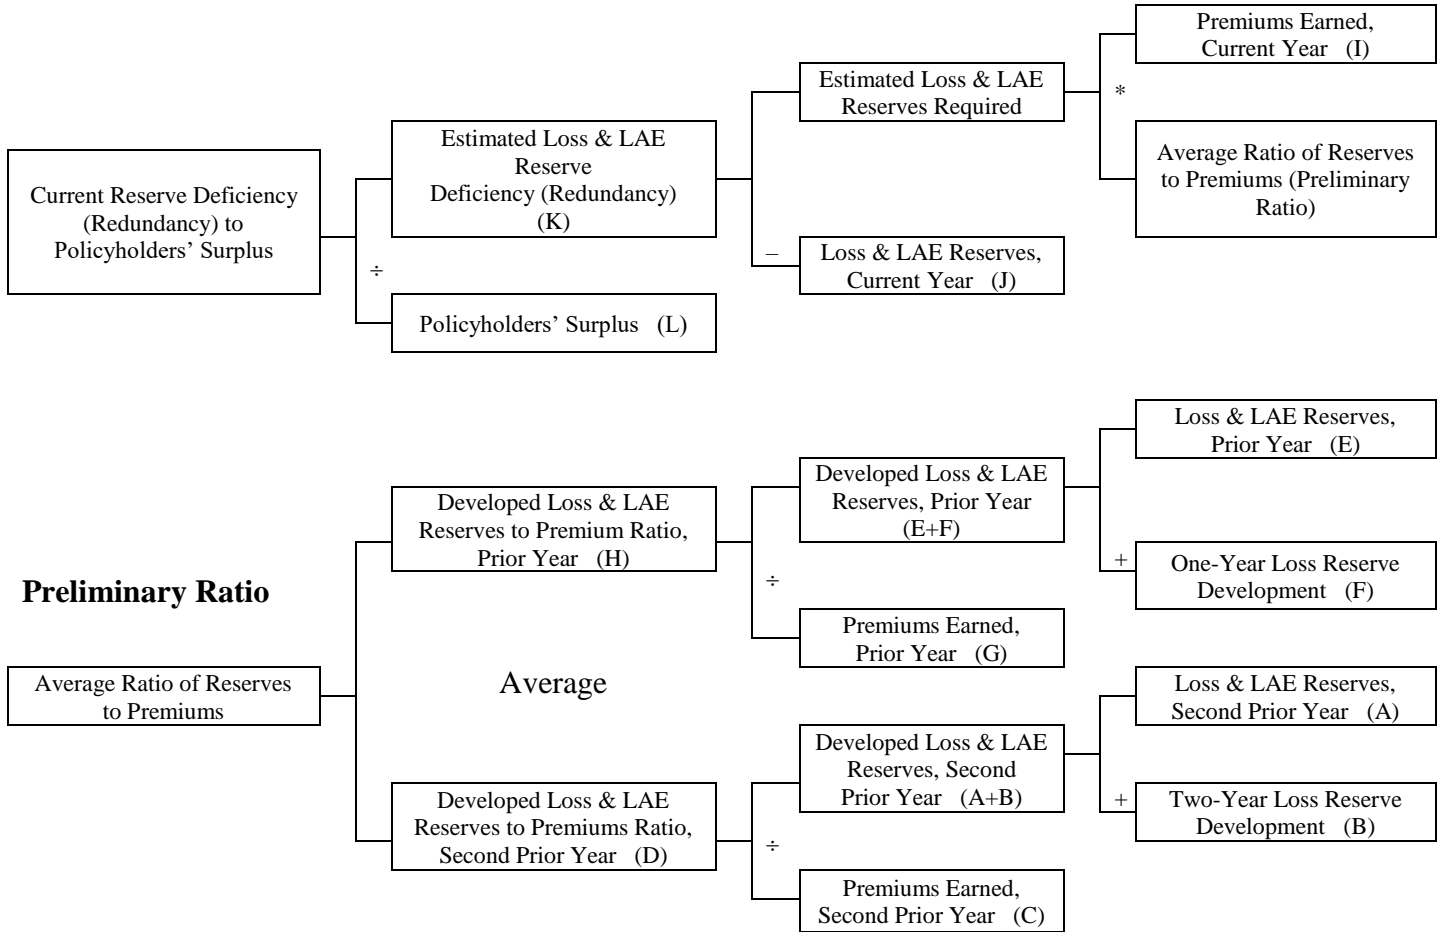 Premiums Earned,
Current Year (I)
Estimated Loss & LAE
Reserves Required
*
Estimated Loss & LAE
Reserve
Deficiency (Redundancy)
(K)
Average Ratio of Reserves
to Premiums (Preliminary
Ratio)
Current Reserve Deficiency
(Redundancy) to
Policyholders’ Surplus
÷
–
Loss & LAE Reserves,
Current Year (J)
Policyholders’ Surplus (L)
Loss & LAE Reserves,
Prior Year (E)
Developed Loss & LAE
Reserves, Prior Year
(E+F)
Developed Loss & LAE
Reserves to Premium Ratio,
Prior Year (H)
+
One-Year Loss Reserve
Development (F)
÷
Preliminary Ratio
Premiums Earned,
Prior Year (G)
Average Ratio of Reserves
to Premiums
Average
Loss & LAE Reserves,
Second Prior Year (A)
Developed Loss & LAE
Reserves, Second
Prior Year (A+B)
Developed Loss & LAE
Reserves to Premiums Ratio,
Second Prior Year (D)
+
Two-Year Loss Reserve
Development (B)
÷
Premiums Earned,
Second Prior Year (C)